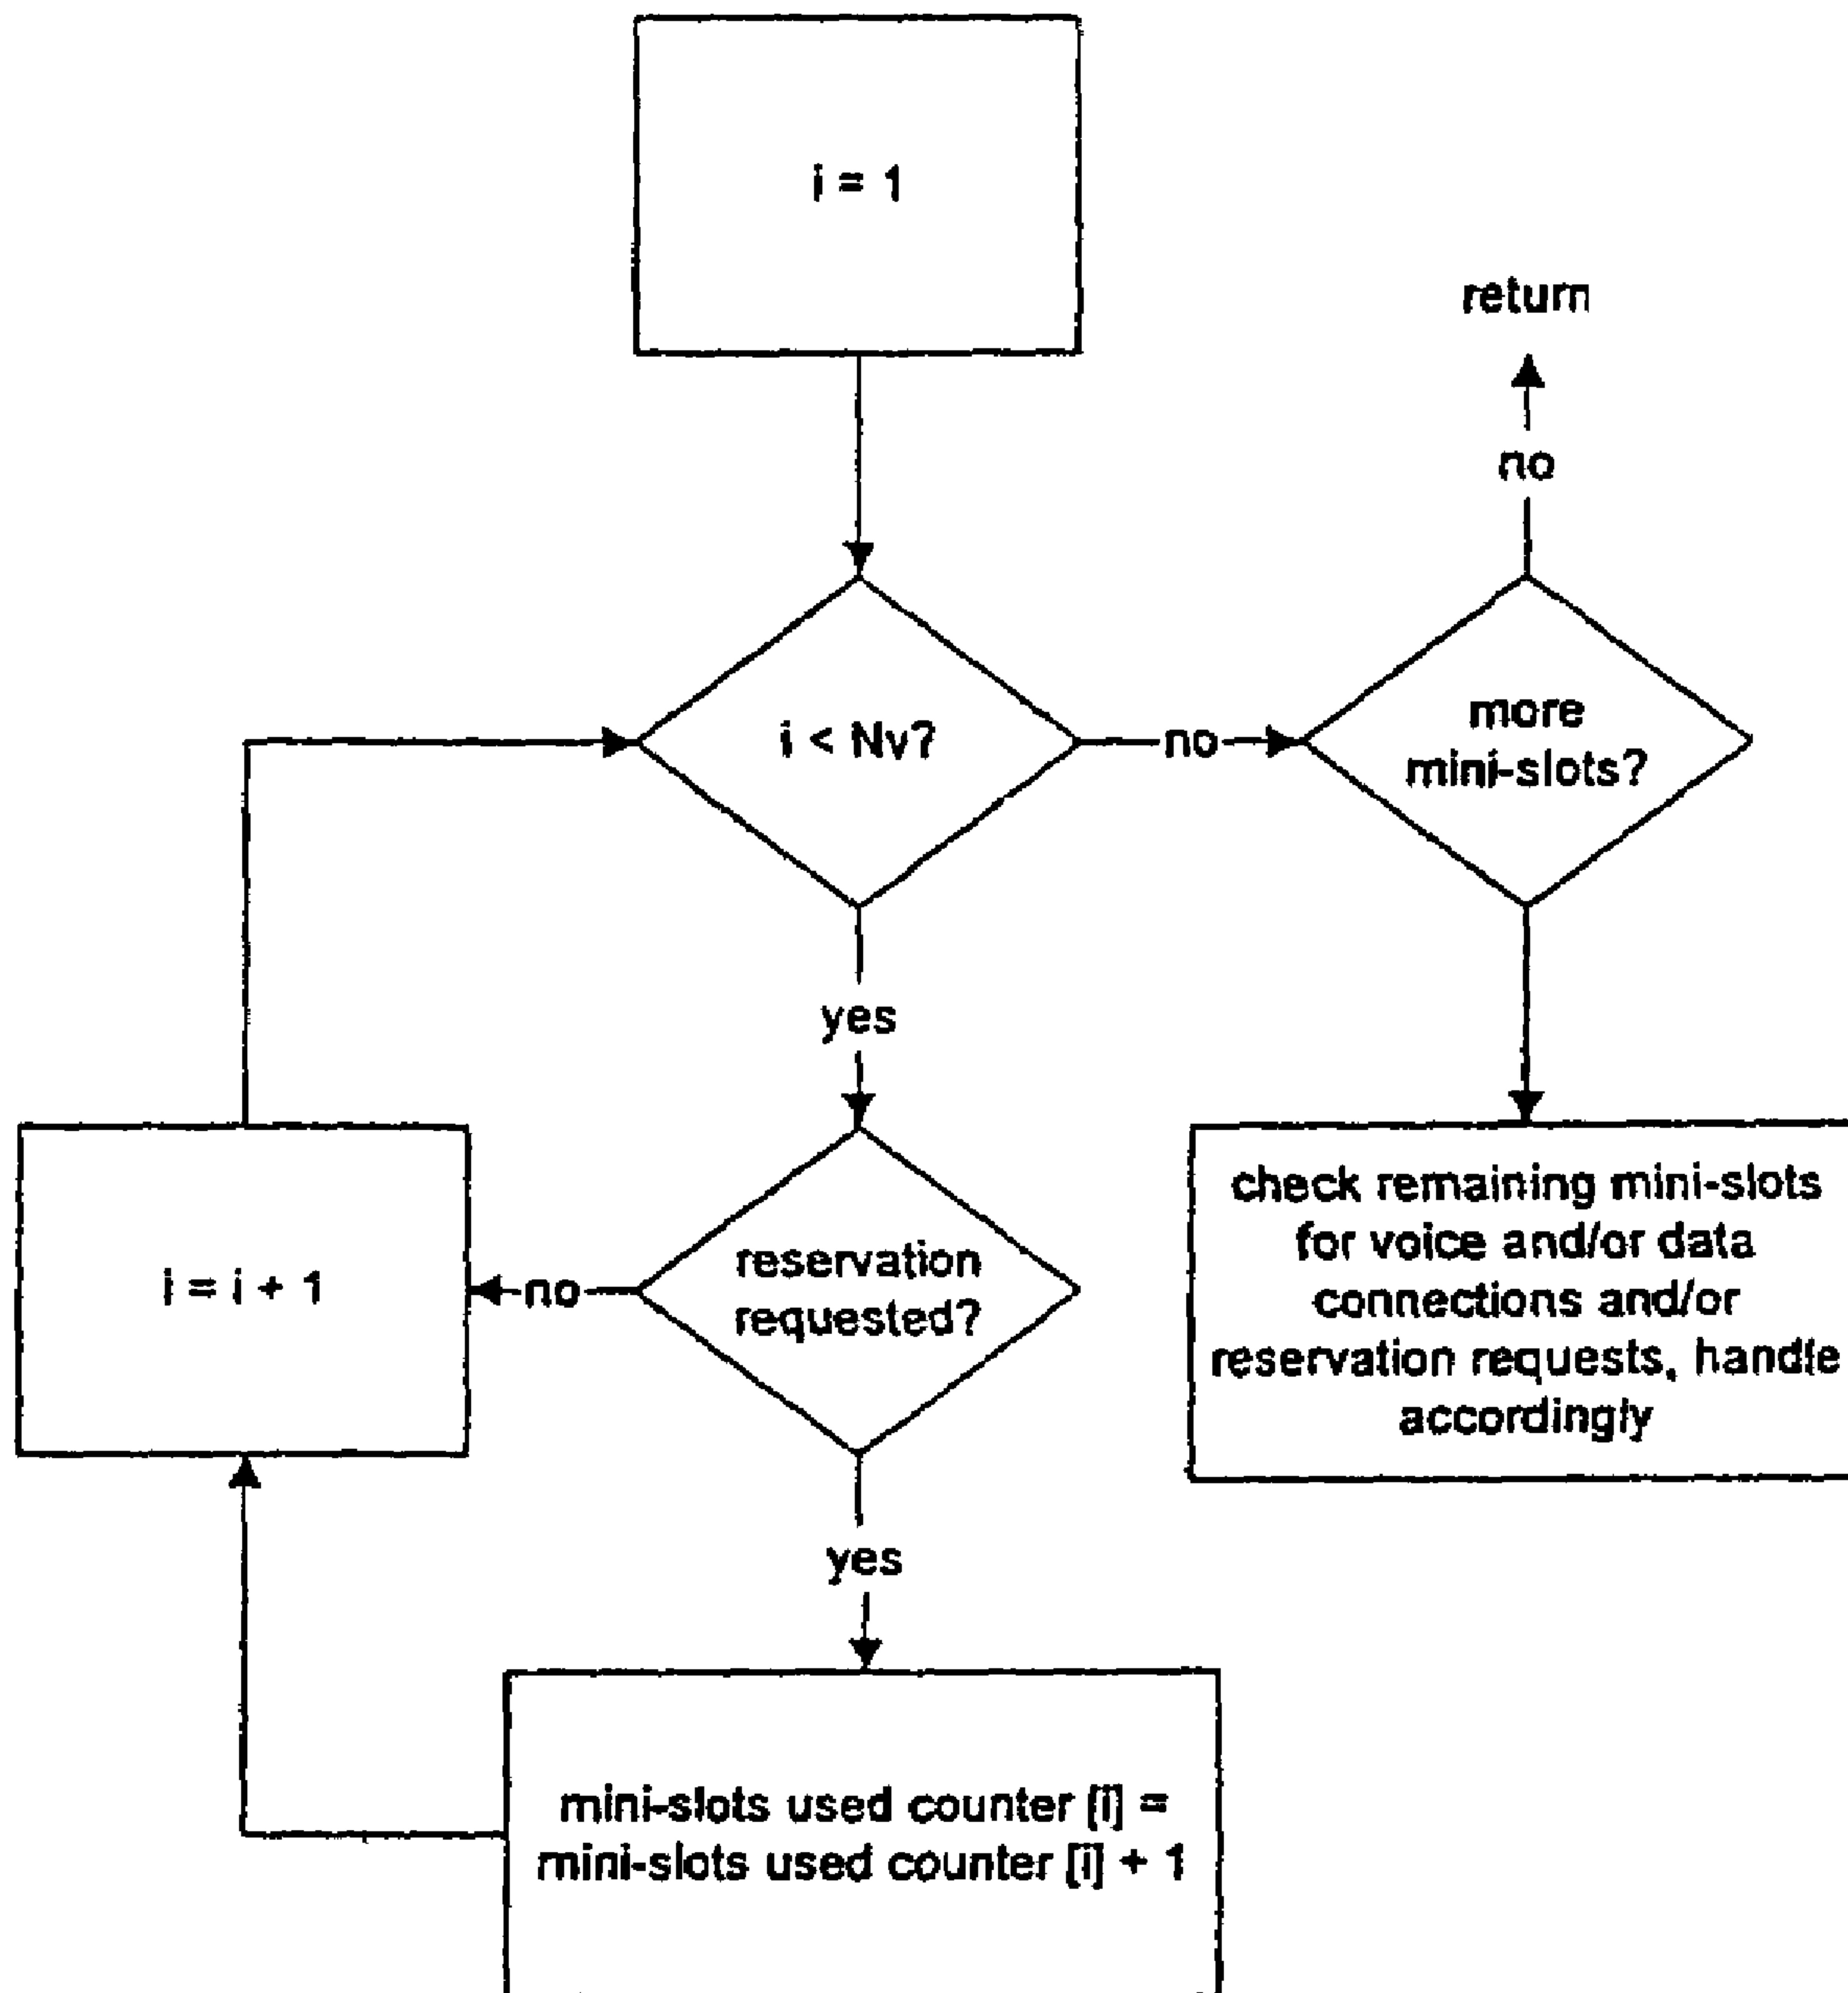 i = 1
return
no
i < Nv?
no
more
mini-slots?
yes
i = i + 1
no
reservation
requested?
check remaining mini-slots
for voice and/or data
connections and/or
reservation requests, handle
accordingly
yes
mini-slots used counter [i] =
mini-slots used counter [i] + 1